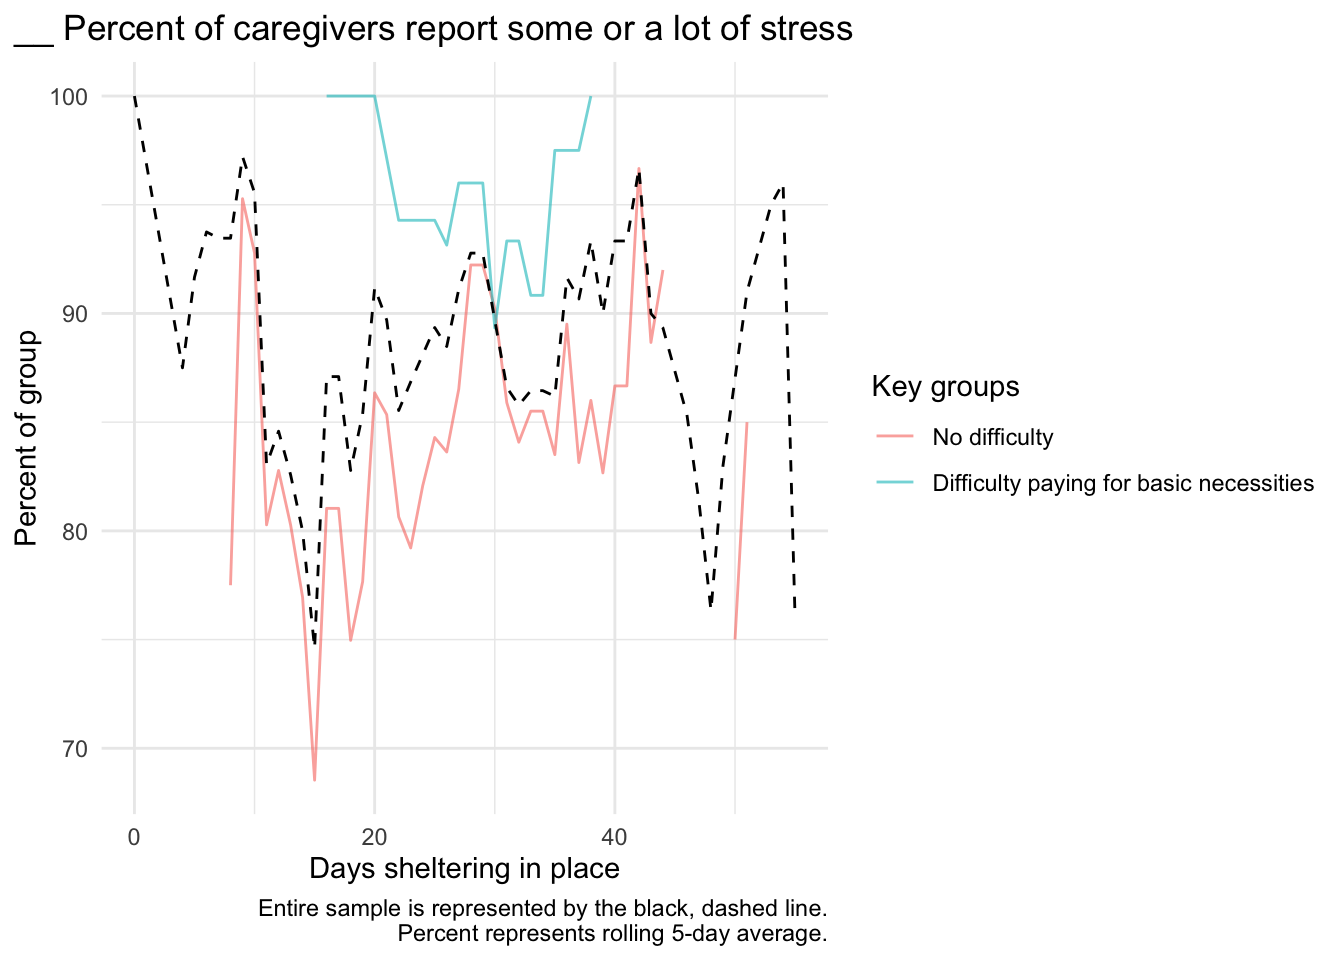 __ Percent of caregivers report some or a lot of stress
100
90
80
70
Percent of group
0 20 40
Days sheltering in place
Key groups
No difficulty
Difficulty paying for basic necessities
Entire sample is represented by the black, dashed line.
Percent represents rolling 5-day average.